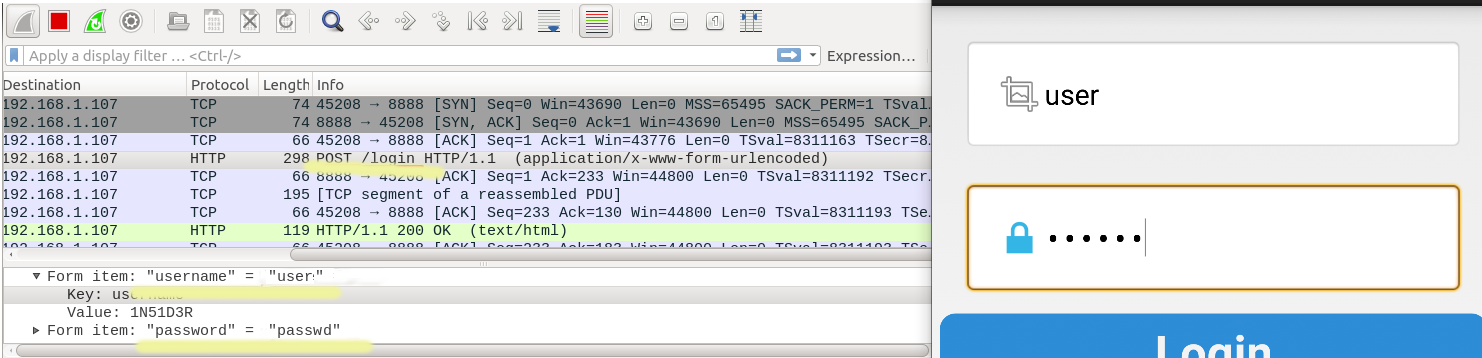 Apply a display filter … <Ctrl-/>
Expression…
Destination Protocol Length Info
192.168.1.107 TCP 74 45208 → 8888 [SYN] Seq=0 Win=43690 Len=0 MSS=65495 SACK_PERM=1 TSval…
192.168.1.107 TCP 74 8888 → 45208 [SYN, ACK] Seq=0 Ack=1 Win=43690 Len=0 MSS=65495 SACK_P…
192.168.1.107 TCP 66 45208 → 8888 [ACK] Seq=1 Ack=1 Win=43776 Len=0 TSval=8311163 TSecr=8…
192.168.1.107 HTTP 298 POST /login HTTP/1.1 (application/x-www-form-urlencoded)
192.168.1.107 TCP 66 8888 → 45208 [ACK] Seq=1 Ack=233 Win=44800 Len=0 TSval=8311192 TSecr…
192.168.1.107 TCP 195 [TCP segment of a reassembled PDU]
192.168.1.107 TCP 66 45208 → 8888 [ACK] Seq=233 Ack=130 Win=44800 Len=0 TSval=8311193 TSe…
192.168.1.107 HTTP 119 HTTP/1.1 200 OK (text/html)
192.168.1.107 TCP 66 45208 → 8888 [ACK] Seq=233 Ack=183 Win=44800 Len=0 TSval=8311193 TSe…
Form item: "username" = "user"
Key: username
Value: 1N51D3R
Form item: "password" = "passwd"
user
••••••
Login